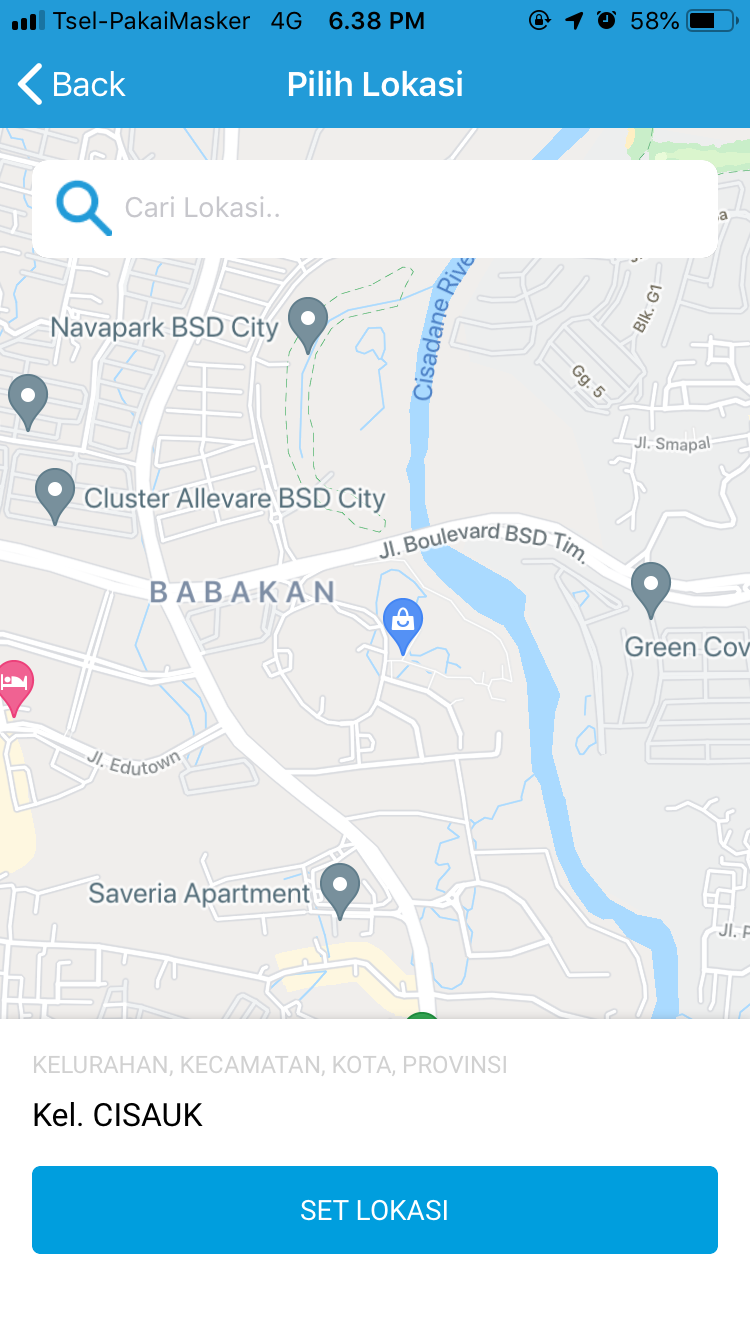 Tsel-PakaiMasker 4G 6.38 PM 58%
Back Pilih Lokasi
Cari Lokasi..
Cisadane Rive
Navapark BSD City
Blk. G1
Gg. 5
Jl. Smapal
Cluster Allevare BSD City
Jl. Boulevard BSD Tim.
BABAKAN
Green Cov
Jl. Edutown
Saveria Apartment
Jl. P
KELURAHAN, KECAMATAN, KOTA, PROVINSI
Kel. CISAUK
SET LOKASI